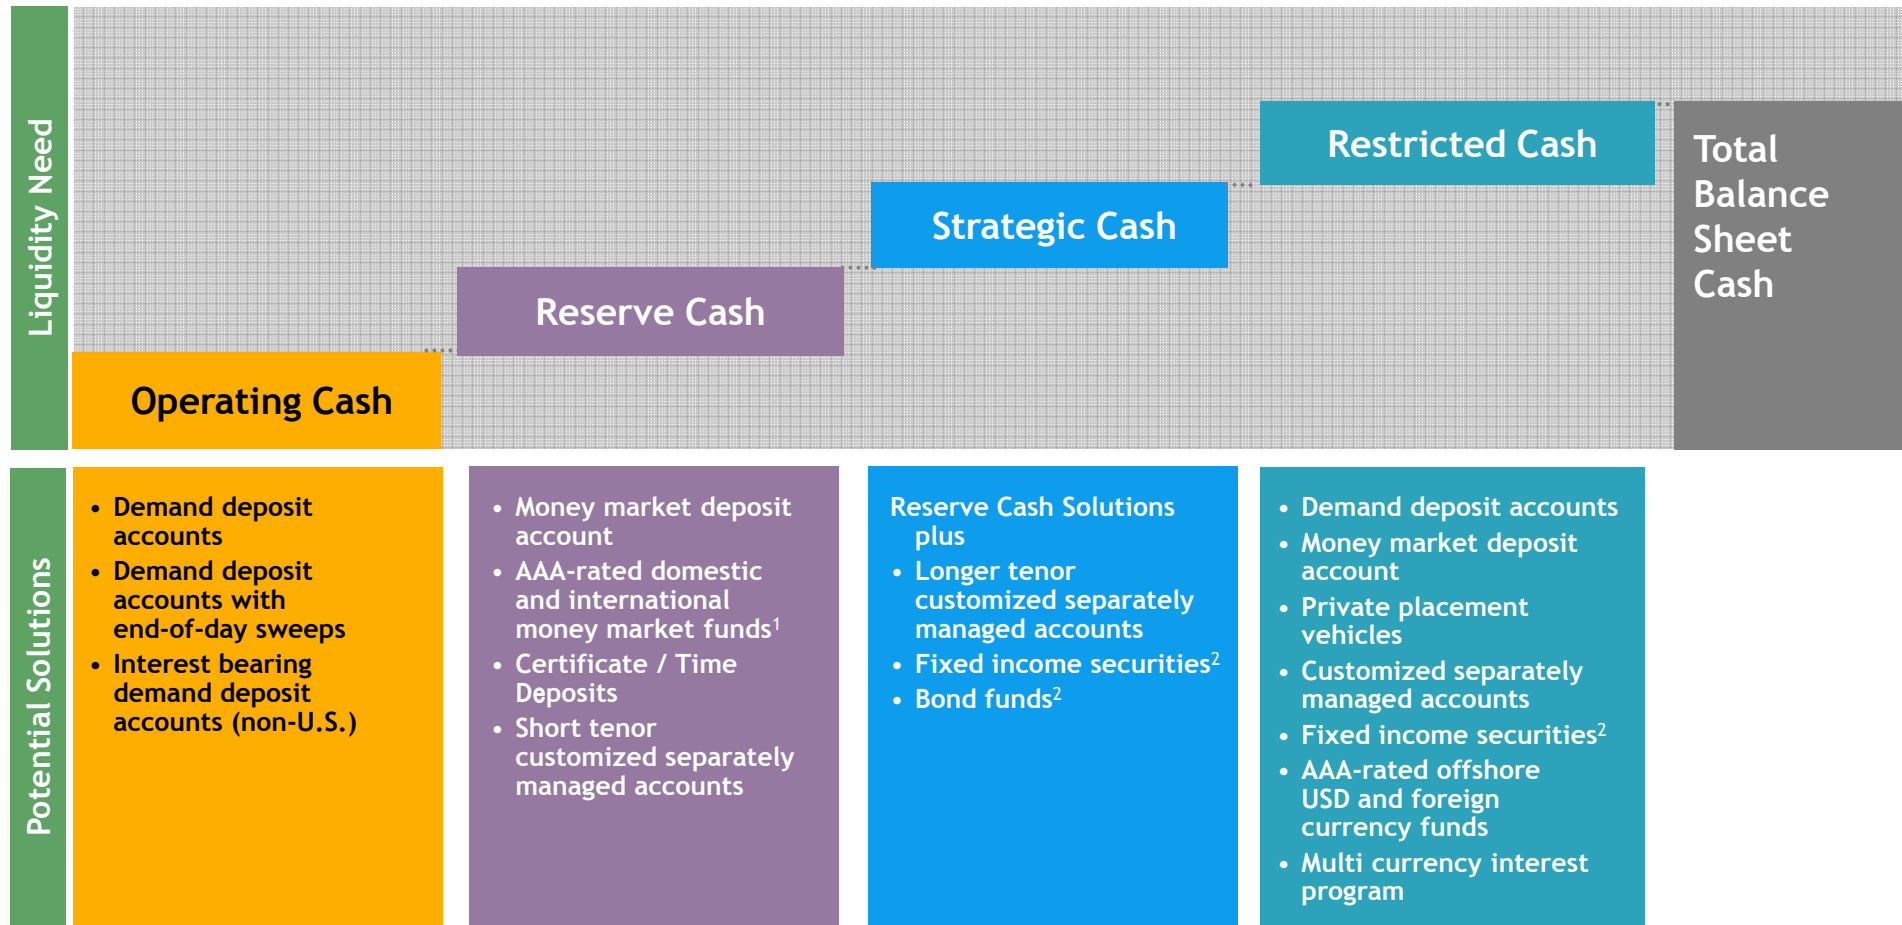 Liquidity Need
Restricted Cash
Total
Balance
Sheet
Cash
Strategic Cash
Reserve Cash
Operating Cash
Potential Solutions
• Demand deposit
accounts
• Demand deposit
accounts with
end-of-day sweeps
• Interest bearing
demand deposit
accounts (non-U.S.)
• Money market deposit
account
• AAA-rated domestic
and international
money market funds¹
• Certificate / Time
Deposits
• Short tenor
customized separately
managed accounts
Reserve Cash Solutions
plus
• Longer tenor
customized separately
managed accounts
• Fixed income securities²
• Bond funds²
• Demand deposit accounts
• Money market deposit
account
• Private placement
vehicles
• Customized separately
managed accounts
• Fixed income securities²
• AAA-rated offshore
USD and foreign
currency funds
• Multi currency interest
program